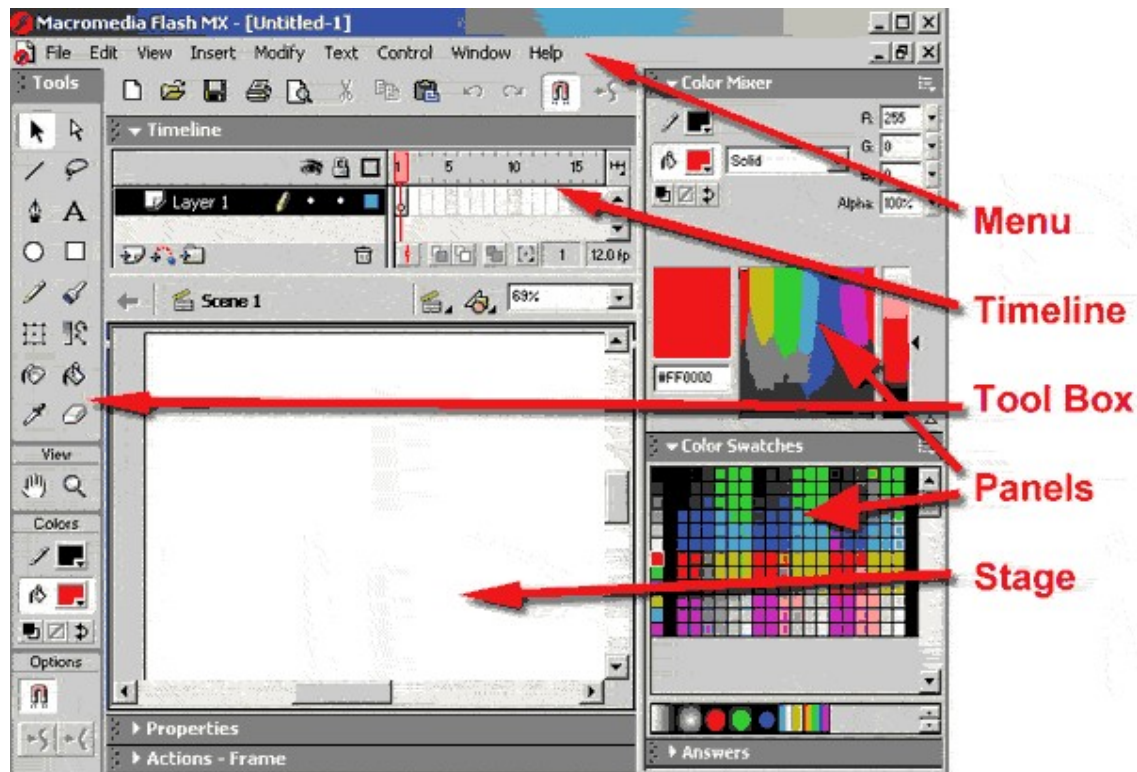 Macromedia Flash MX - [Untitled-1]
File Edit View Insert Modify Text Control Window Help
Tools
Color Mixer
Timeline
R: 255
G: 0
Solid
0
Alpha: 100%
1 5 10 15
Layer 1
1 12.0 fp
Scene 1
69%
#FF0000
Color Swatches
View
Colors
Options
Properties
Actions - Frame
Answers
Menu
Timeline
Tool Box
Panels
Stage